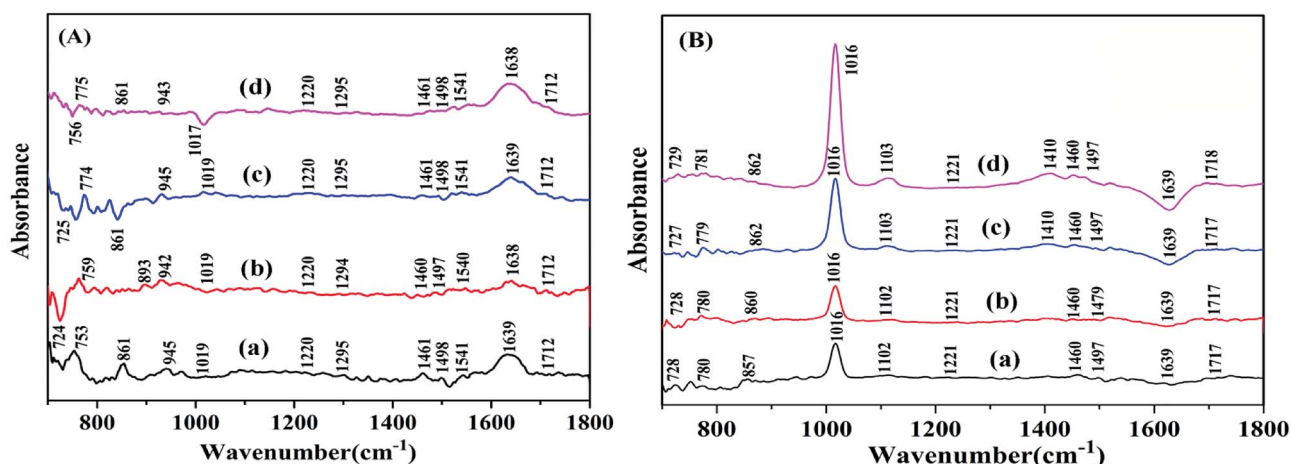 (A)
Absorbance
775 861 943 (d) 1220 1295 1461 1498 1541 1638 1712
756 1017
774 945 1019 (c) 1220 1295 1461 1498 1541 1639 1712
725 861
759 893 942 1019 (b) 1220 1294 1460 1497 1540 1638 1712
724 753 861 945 1019 (a) 1220 1295 1461 1498 1541 1639 1712
800 1000 1200 1400 1600 1800
Wavenumber(cm-1)
(B)
Absorbance
1016
729 781 862 1103 1221 (d) 1410 1460 1497 1639 1718
1016
727 779 862 1103 1221 (c) 1410 1460 1497 1639 1717
1016
728 780 860 1102 1221 (b) 1460 1479 1639 1717
1016
728 780 857 1102 1221 (a) 1460 1497 1639 1717
800 1000 1200 1400 1600 1800
Wavenumber(cm-1)